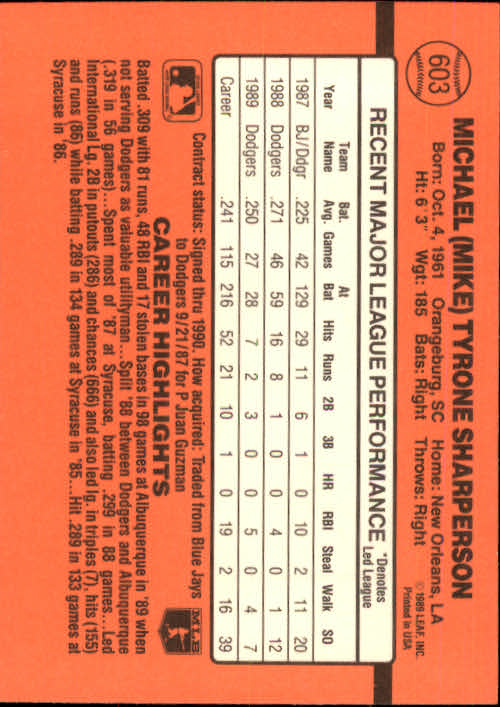 603
MICHAEL (MIKE) TYRONE SHARPERSON
Born: Oct. 4, 1961 Orangeburg, SC Home: New Orleans, LA
Ht: 6' 3" Wgt: 185 Bats: Right Throws: Right
© 1989 LEAF, INC.
Printed in USA
RECENT MAJOR LEAGUE PERFORMANCE *Denotes Led League
Year Team Name Bat. Avg. Games At Bat Hits Runs 2B 3B HR RBI Steal Walk SO
1987 BJ/Ddgr .225 42 129 29 11 6 1 0 10 2 11 20
1988 Dodgers .271 46 59 16 8 1 0 0 4 0 1 12
1989 Dodgers .250 27 28 7 2 3 0 0 5 0 4 7
Career .241 115 216 52 21 10 1 0 19 2 16 39
Contract status: Signed thru 1990. How acquired: Traded from Blue Jays
to Dodgers 9/21/87 for P Juan Guzman
MLB
CAREER HIGHLIGHTS
Batted .309 with 81 runs, 48 RBI and 17 stolen bases in 98 games at Albuquerque in '89 when
not serving Dodgers as valuable utilityman...Split '88 between Dodgers and Albuquerque
(.319 in 56 games)...Spent most of '87 at Syracuse, batting .299 in 88 games...Led
International Lg. 2B in putouts (286) and chances (666) and also led lg. in triples (7), hits (155)
and runs (86) while batting .289 in 134 games at Syracuse in '85...Hit .289 in 133 games at
Syracuse in '86.